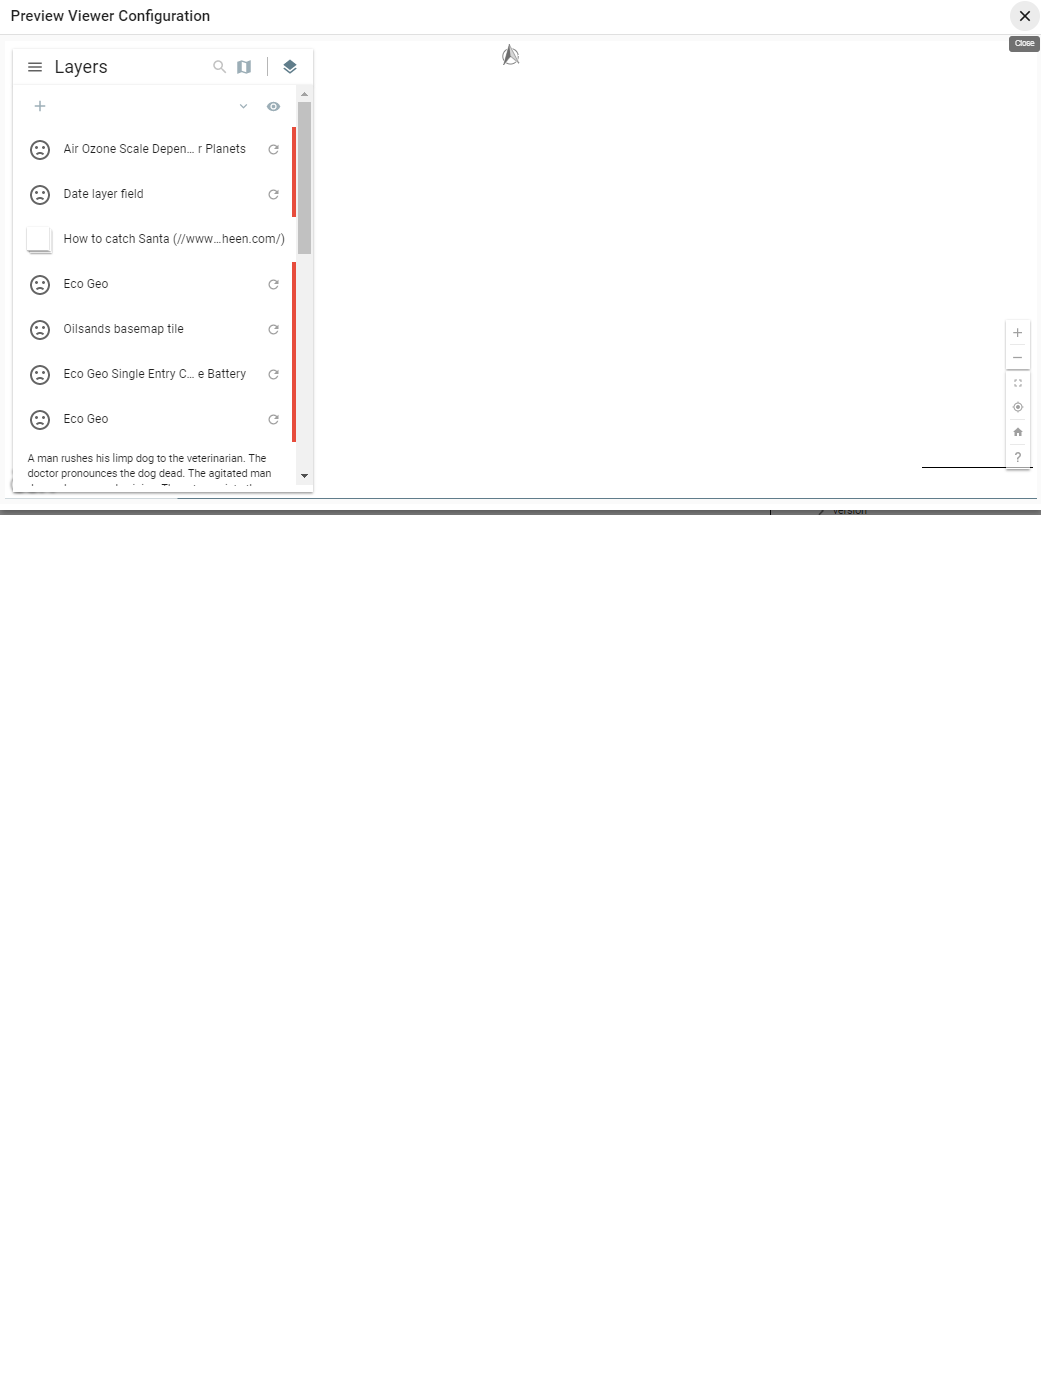 Preview Viewer Configuration
Close
Layers
Air Ozone Scale Depen... r Planets
Date layer field
How to catch Santa (//www...heen.com/)
Eco Geo
Oilsands basemap tile
Eco Geo Single Entry C... e Battery
Eco Geo
A man rushes his limp dog to the veterinarian. The
doctor pronounces the dog dead. The agitated man
?
version